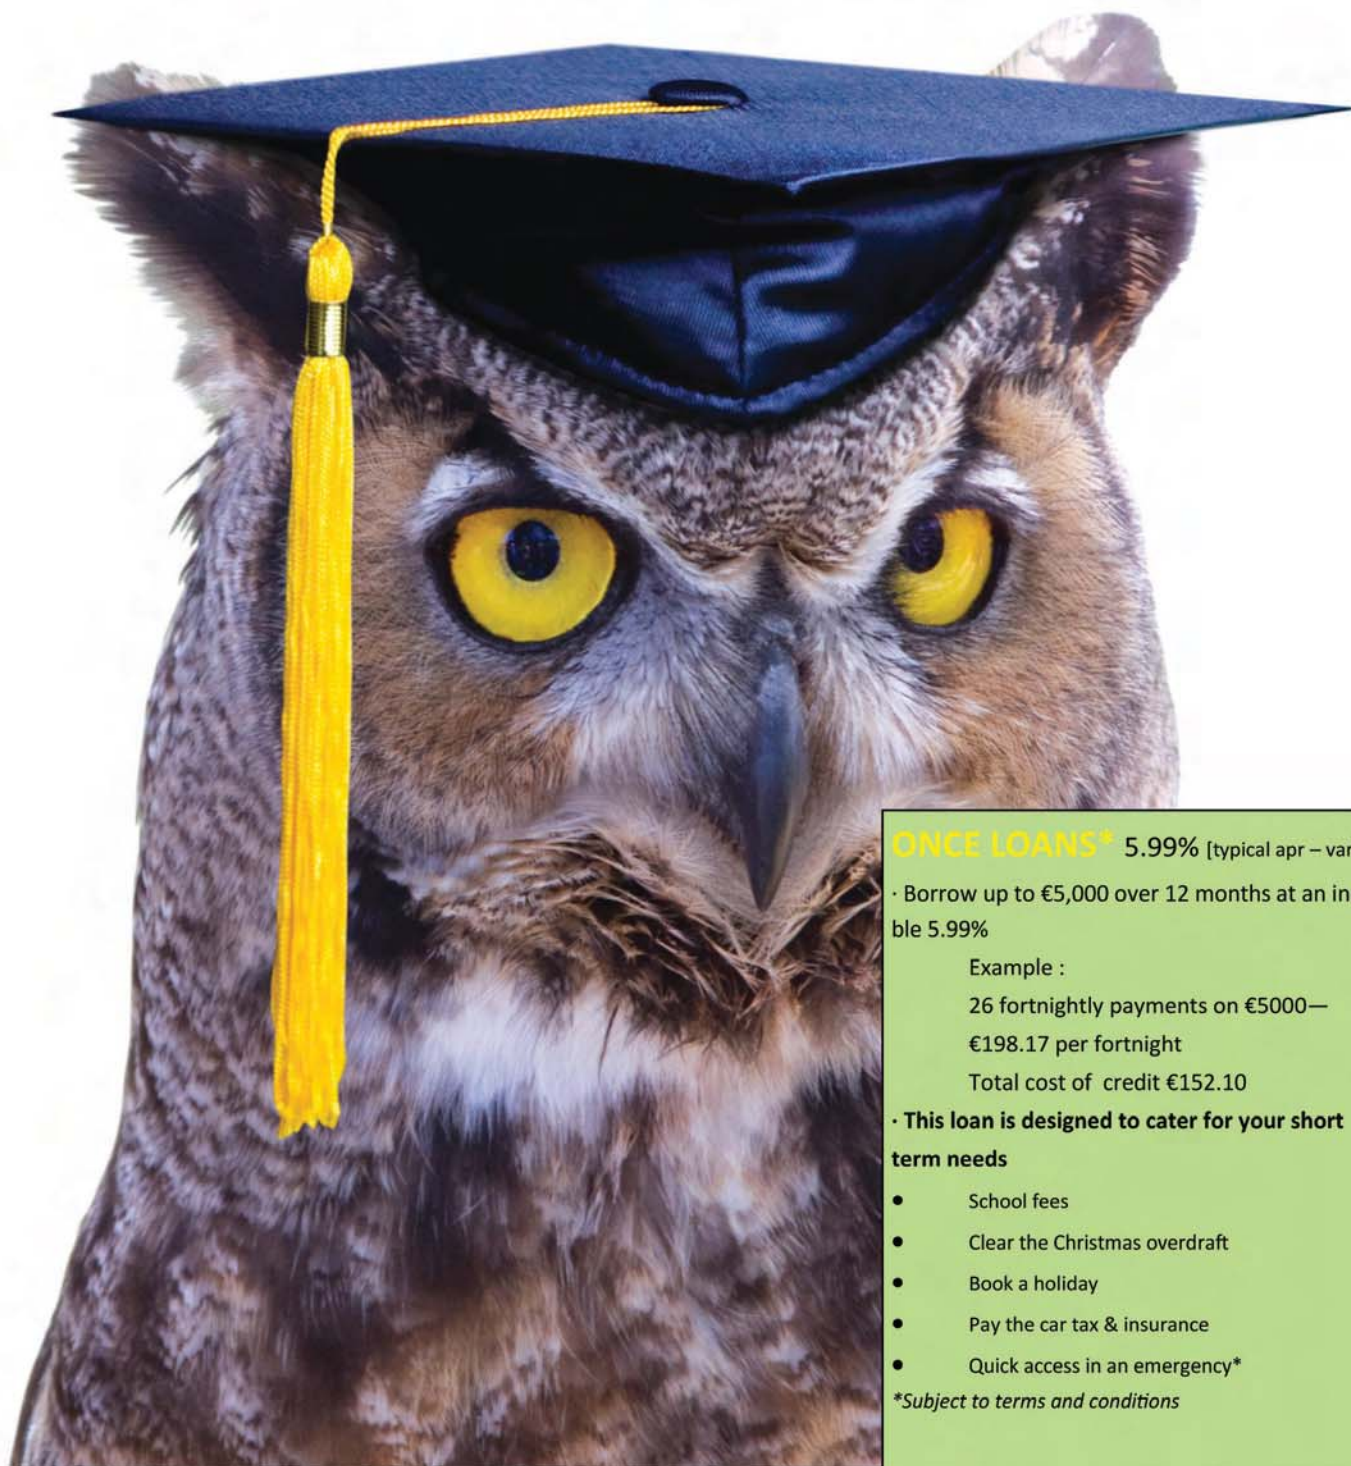 ONCE LOANS* 5.99% [typical apr –
· Borrow up to €5,000 over 12 months at an
ble 5.99%
Example :
26 fortnightly payments on €5000—
€198.17 per fortnight
Total cost of credit €152.10
· This loan is designed to cater for your short
term needs
● School fees
● Clear the Christmas overdraft
● Book a holiday
● Pay the car tax & insurance
● Quick access in an emergency*
*Subject to terms and conditions